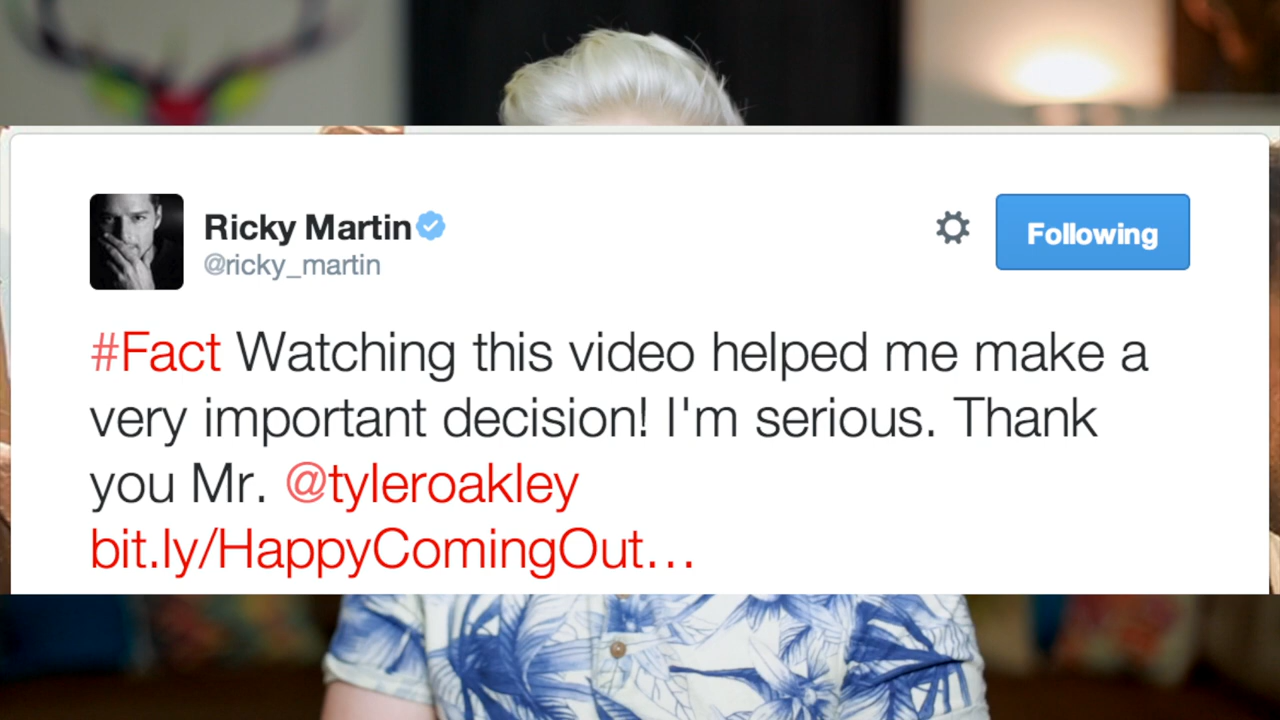 Ricky Martin
@ricky_martin
Following
#Fact Watching this video helped me make a
very important decision! I'm serious. Thank
you Mr. @tyleroakley
bit.ly/HappyComingOut…